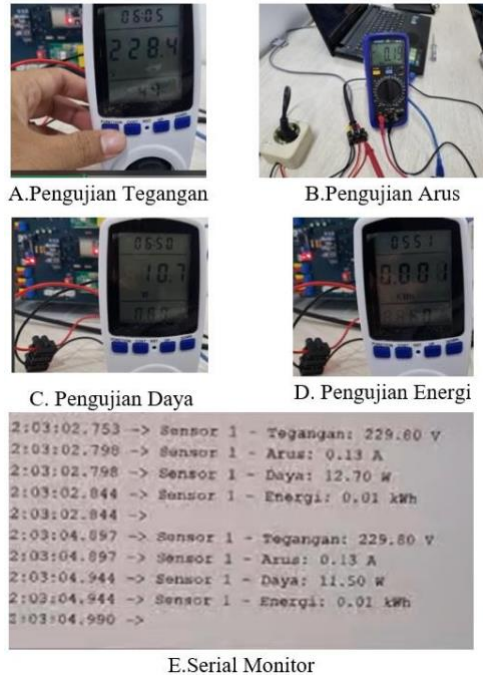 0605
228.4
A.Pengujian Tegangan
B.Pengujian Arus
0650
10.7
W
C. Pengujian Daya
0551
0.001
KWh
D. Pengujian Energi
2:03:02.753 -> Sensor 1 - Tegangan: 229.80 V
2:03:02.798 -> Sensor 1 - Arus: 0.13 A
2:03:02.798 -> Sensor 1 - Daya: 12.70 W
2:03:02.844 -> Sensor 1 - Energi: 0.01 kWh
2:03:02.844 ->
2:03:04.897 -> Sensor 1 - Tegangan: 229.80 V
2:03:04.897 -> Sensor 1 - Arus: 0.13 A
2:03:04.944 -> Sensor 1 - Daya: 11.50 W
2:03:04.944 -> Sensor 1 - Energi: 0.01 kWh
2:03:04.990 ->
E.Serial Monitor